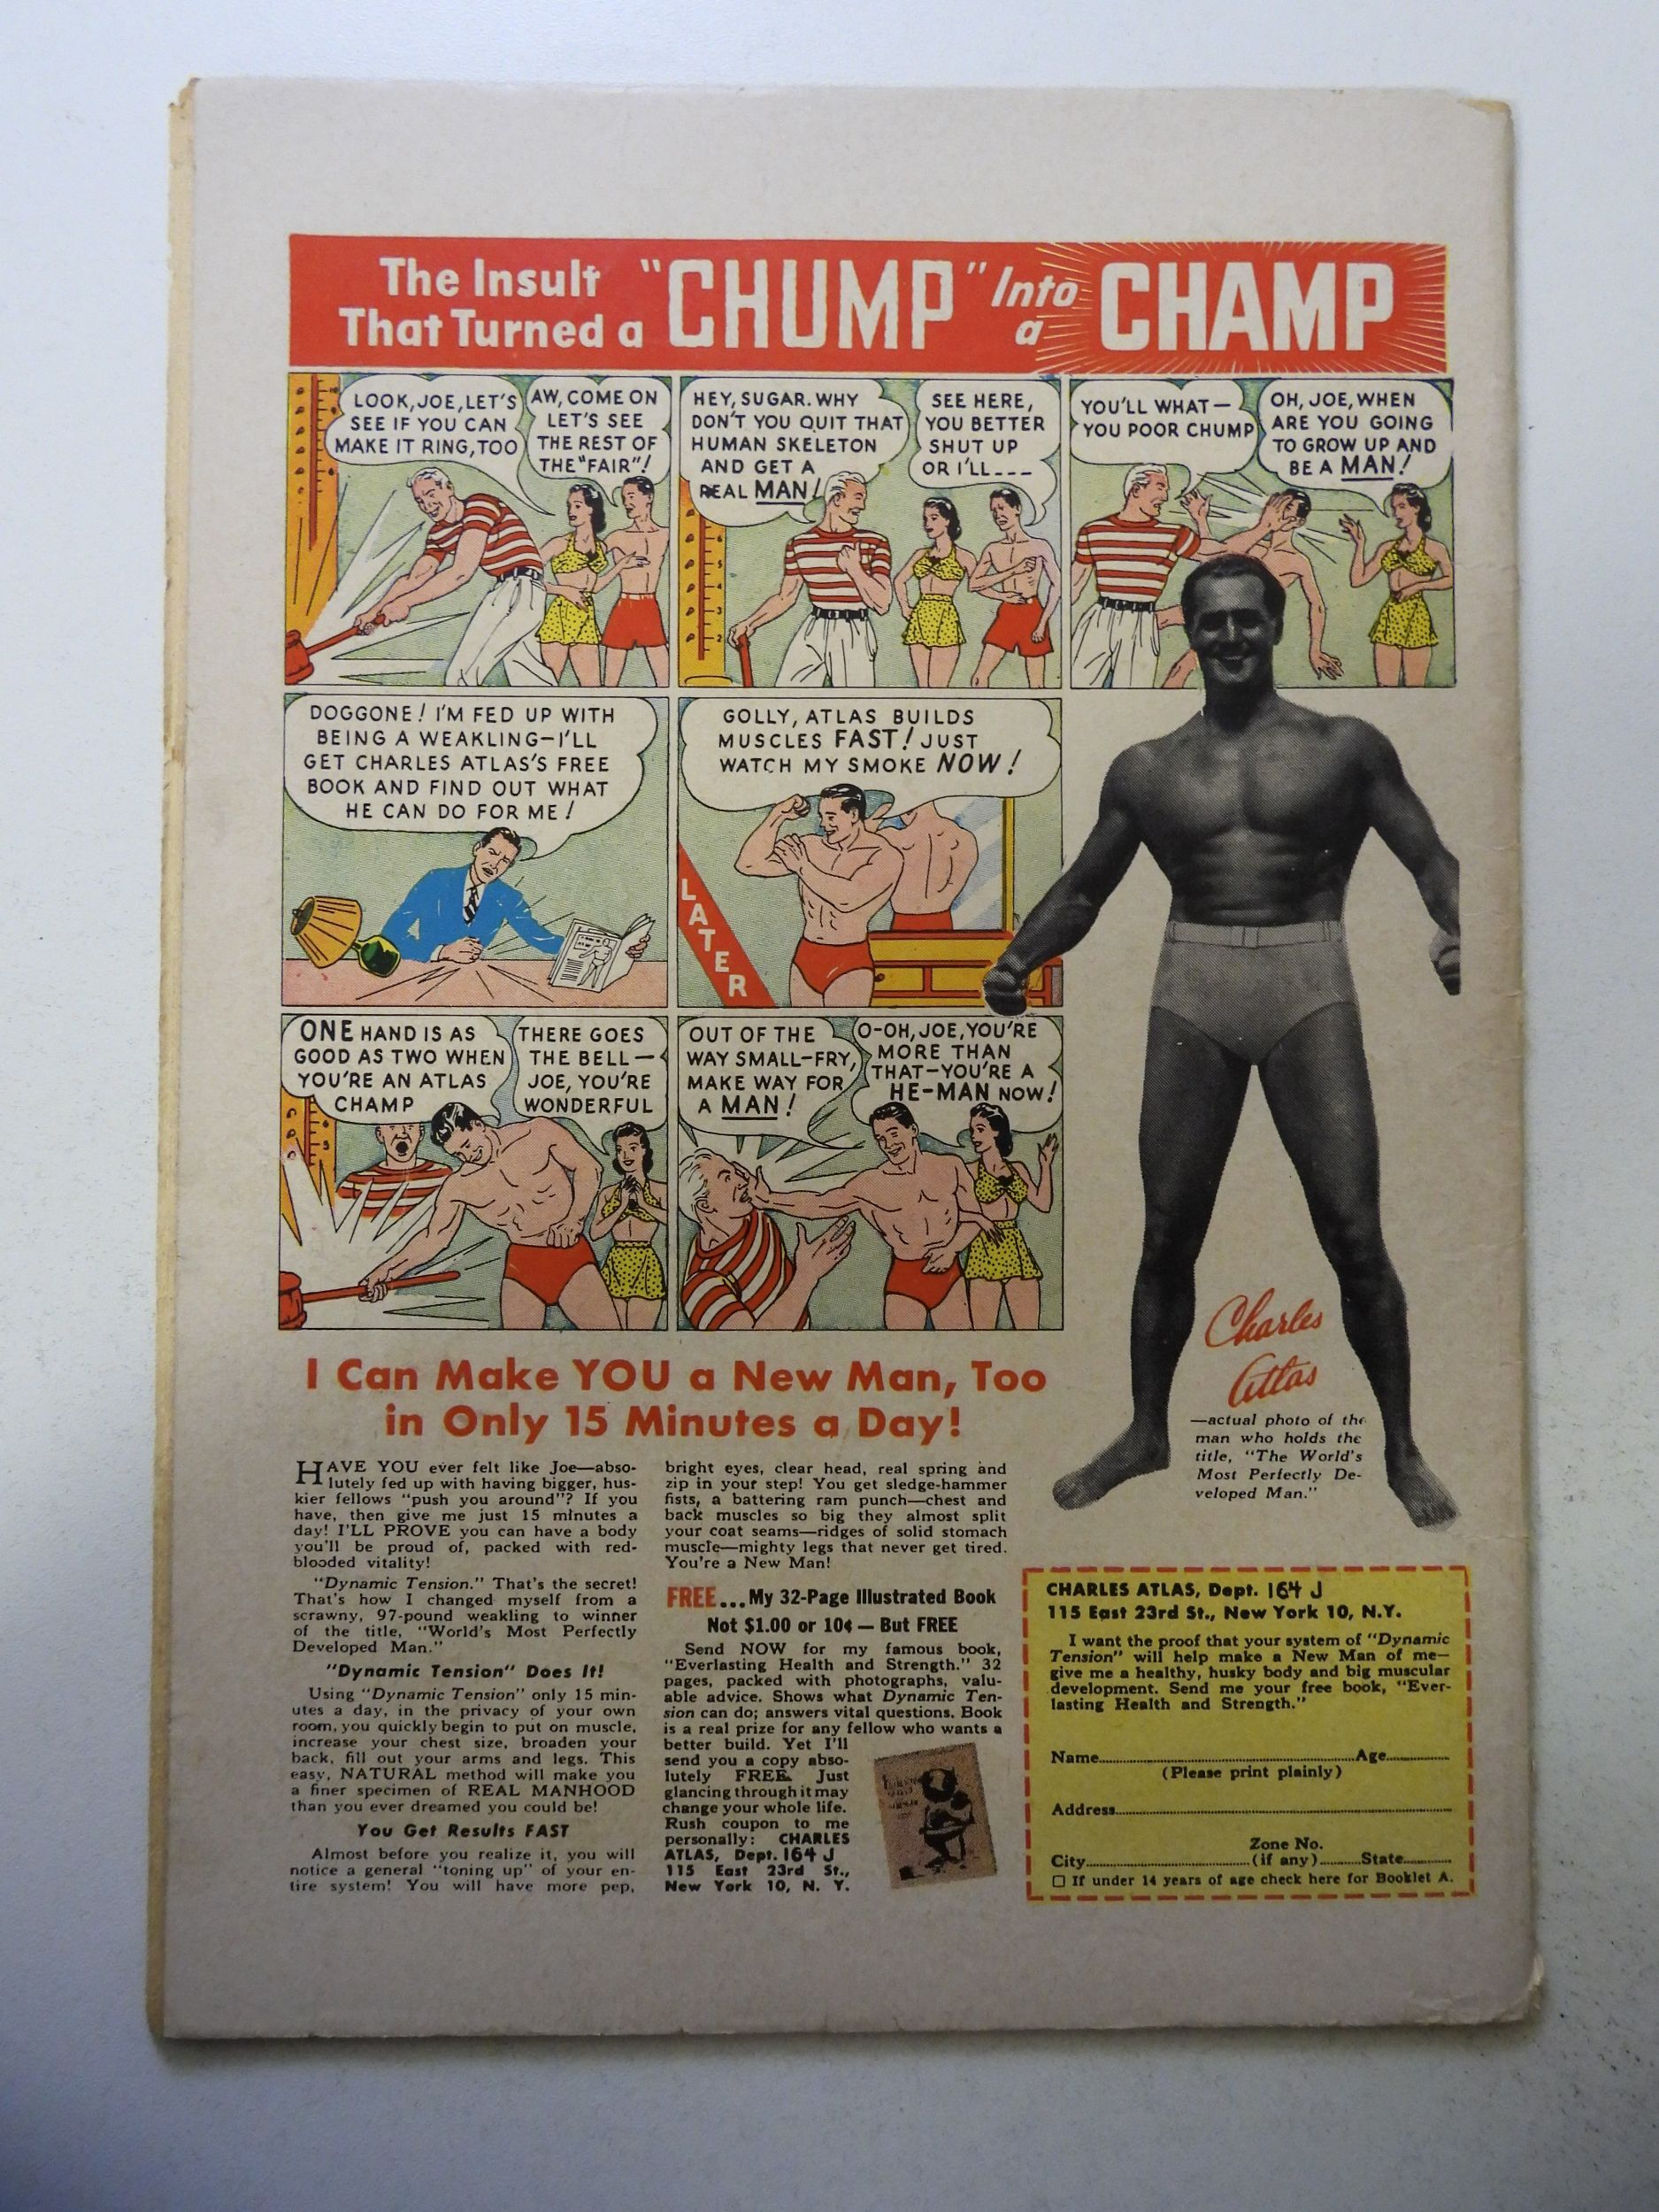 The Insult
That Turned a
"CHUMP"
Into
a
CHAMP
LOOK, JOE, LET'S
SEE IF YOU CAN
MAKE IT RING, TOO
AW, COME ON
LET'S SEE
THE REST OF
THE "FAIR"!
HEY, SUGAR. WHY
DON'T YOU QUIT THAT
HUMAN SKELETON
AND GET A
REAL MAN!
SEE HERE,
YOU BETTER
SHUT UP
OR I'LL---
YOU'LL WHAT—
YOU POOR CHUMP
OH, JOE, WHEN
ARE YOU GOING
TO GROW UP AND
BE A MAN!
DOGGONE! I'M FED UP WITH
BEING A WEAKLING—I'LL
GET CHARLES ATLAS'S FREE
BOOK AND FIND OUT WHAT
HE CAN DO FOR ME!
GOLLY, ATLAS BUILDS
MUSCLES FAST! JUST
WATCH MY SMOKE NOW!
LATER
ONE HAND IS AS
GOOD AS TWO WHEN
YOU'RE AN ATLAS
CHAMP
THERE GOES
THE BELL—
JOE, YOU'RE
WONDERFUL
OUT OF THE
WAY SMALL-FRY,
MAKE WAY FOR
A MAN!
O-OH, JOE, YOU'RE
MORE THAN
THAT—YOU'RE A
HE-MAN NOW!
Charles
Atlas
—actual photo of the
man who holds the
title, "The World's
Most Perfectly De-
veloped Man."
I Can Make YOU a New Man, Too
in Only 15 Minutes a Day!
HAVE YOU ever felt like Joe—abso-
lutely fed up with having bigger, hus-
kier fellows "push you around"? If you
have, then give me just 15 minutes a
day! I'LL PROVE you can have a body
you'll be proud of, packed with red-
blooded vitality!
"Dynamic Tension." That's the secret!
That's how I changed myself from a
scrawny, 97-pound weakling to winner
of the title, "World's Most Perfectly
Developed Man."
"Dynamic Tension" Does It!
Using "Dynamic Tension" only 15 min-
utes a day, in the privacy of your own
room, you quickly begin to put on muscle,
increase your chest size, broaden your
back, fill out your arms and legs. This
easy, NATURAL method will make you
a finer specimen of REAL MANHOOD
than you ever dreamed you could be!
You Get Results FAST
Almost before you realize it, you will
notice a general "toning up" of your en-
tire system! You will have more pep,
bright eyes, clear head, real spring and
zip in your step! You get sledge-hammer
fists, a battering ram punch—chest and
back muscles so big they almost split
your coat seams—ridges of solid stomach
muscle—mighty legs that never get tired.
You're a New Man!
FREE... My 32-Page Illustrated Book
Not $1.00 or 10¢ — But FREE
Send NOW for my famous book,
"Everlasting Health and Strength." 32
pages, packed with photographs, valu-
able advice. Shows what Dynamic Ten-
sion can do; answers vital questions. Book
is a real prize for any fellow who wants a
better build. Yet I'll
send you a copy abso-
lutely FREE. Just
glancing through it may
change your whole life.
Rush coupon to me
personally: CHARLES
ATLAS, Dept. 164 J
115 East 23rd St.,
New York 10, N. Y.
CHARLES ATLAS, Dept. 164 J
115 East 23rd St., New York 10, N.Y.
I want the proof that your system of "Dynamic
Tension" will help make a New Man of me—
give me a healthy, husky body and big muscular
development. Send me your free book, "Ever-
lasting Health and Strength."
Name..............................Age..........
(Please print plainly)
Address..............................
Zone No.
City....................(if any)..........State..........
□ If under 14 years of age check here for Booklet A.